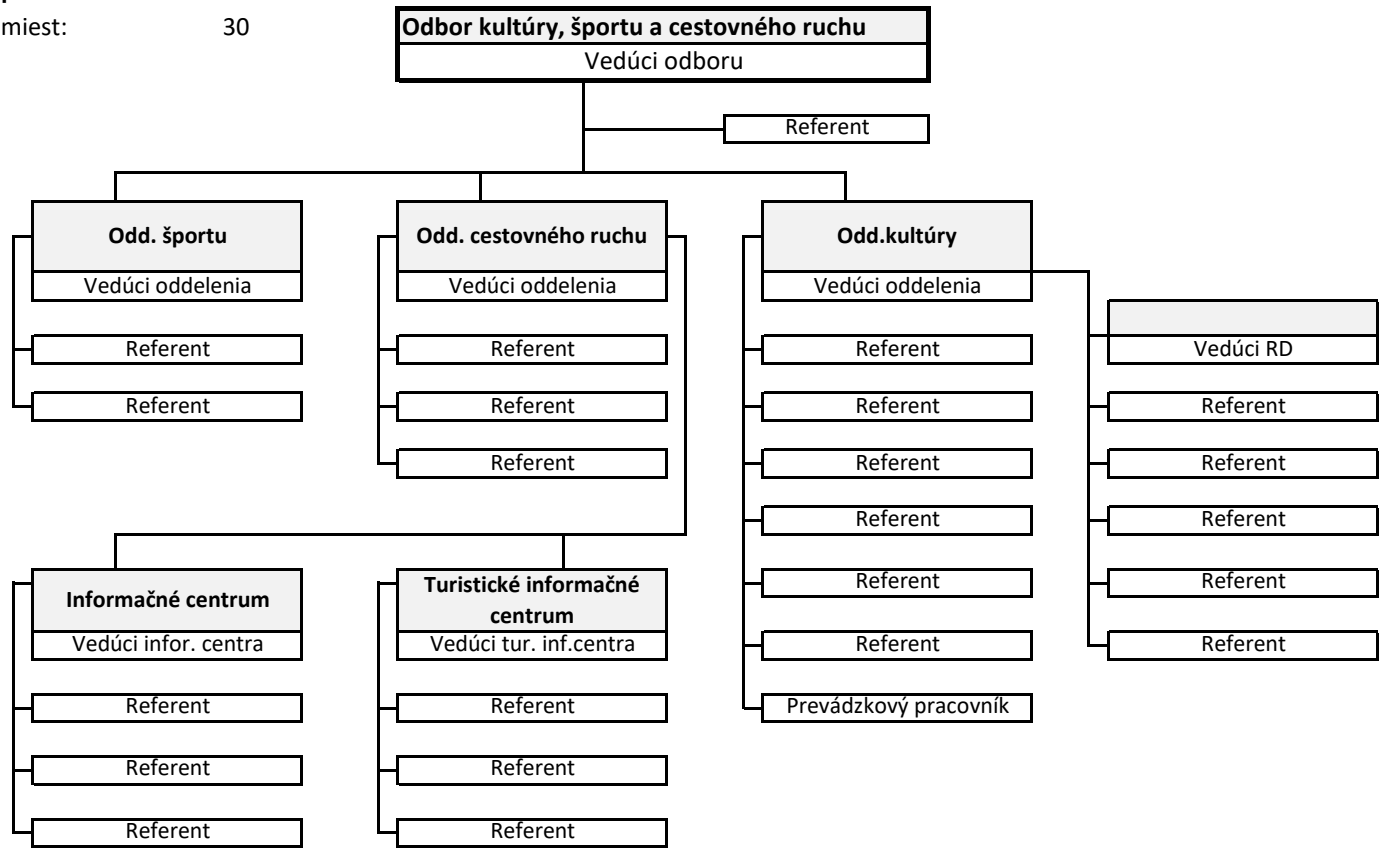 miest: 30
Odbor kultúry, športu a cestovného ruchu
Vedúci odboru
Referent
Odd. športu
Vedúci oddelenia
Referent
Referent
Odd. cestovného ruchu
Vedúci oddelenia
Referent
Referent
Referent
Odd.kultúry
Vedúci oddelenia
Referent
Referent
Referent
Referent
Referent
Referent
Prevádzkový pracovník
Vedúci RD
Referent
Referent
Referent
Referent
Referent
Informačné centrum
Vedúci infor. centra
Referent
Referent
Referent
Turistické informačné
centrum
Vedúci tur. inf.centra
Referent
Referent
Referent